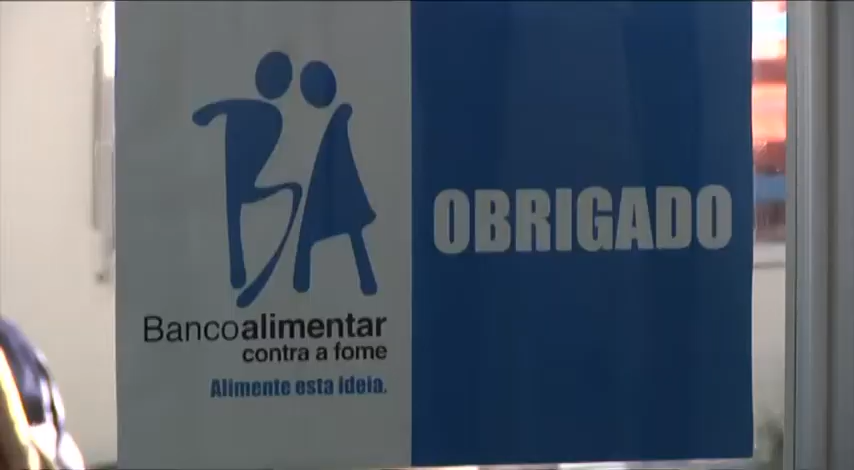 Bancoalimentar
contra a fome
Alimente esta ideia.
OBRIGADO